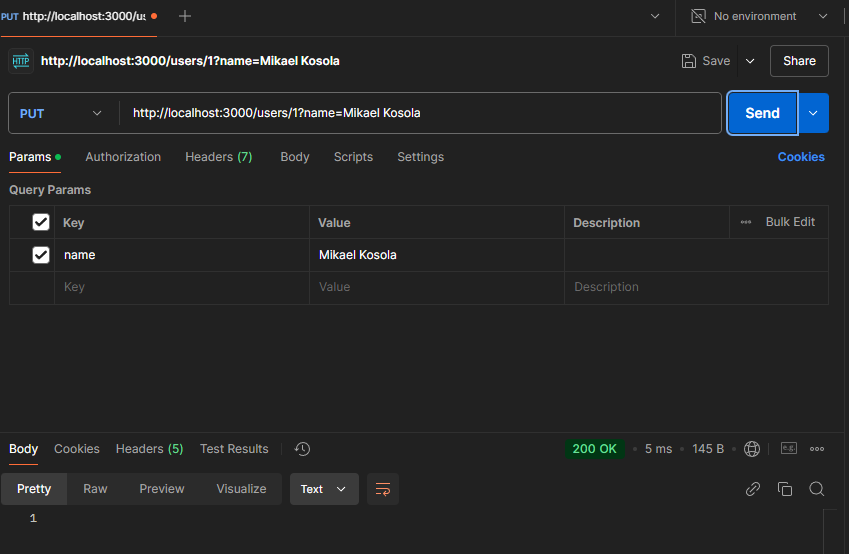 PUT http://localhost:3000/us
No environment
HTTP http://localhost:3000/users/1?name=Mikael Kosola
Save
Share
PUT http://localhost:3000/users/1?name=Mikael Kosola
Send
Params Authorization Headers (7) Body Scripts Settings Cookies
Query Params
Key Value Description Bulk Edit
name Mikael Kosola
Key Value Description
Body Cookies Headers (5) Test Results 200 OK 5 ms 145 B e.g.
Pretty Raw Preview Visualize Text
1